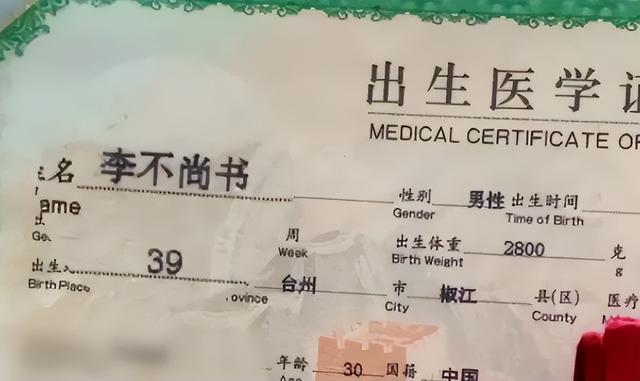 出生医学
MEDICAL CERTIFICATE OF
名 李不尚书 性别 男性 出生时间
ame Gender Time of Birth
周 出生体重 2800 克
Week Birth Weight g
出生 39 台州 市 椒江 县(区) 医疗
Birth Place ovince City County
年龄 30 国籍 中国